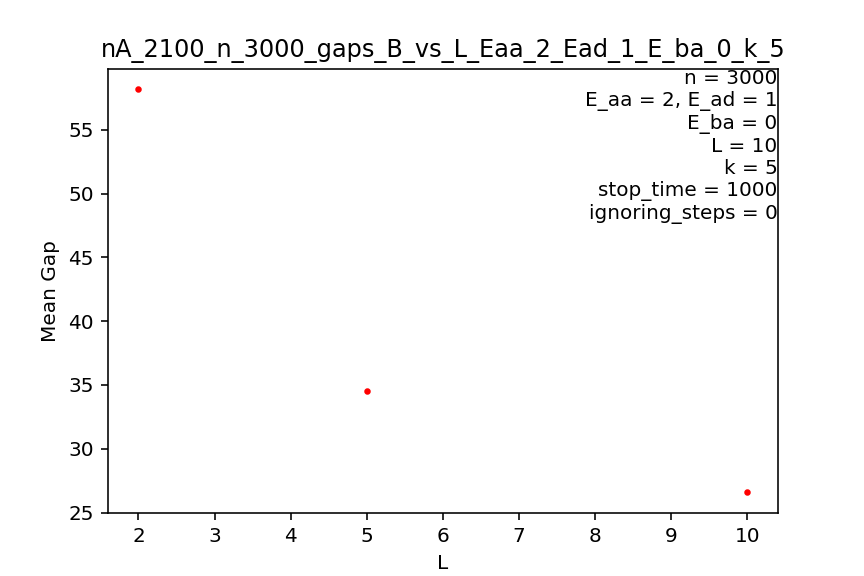 nA_2100_n_3000_gaps_B_vs_L_Eaa_2_Ead_1_E_ba_0_k_5
n = 3000
E_aa = 2, E_ad = 1
E_ba = 0
L = 10
k = 5
stop_time = 1000
ignoring_steps = 0
55
50
45
40
35
30
25
Mean Gap
2 3 4 5 6 7 8 9 10
L